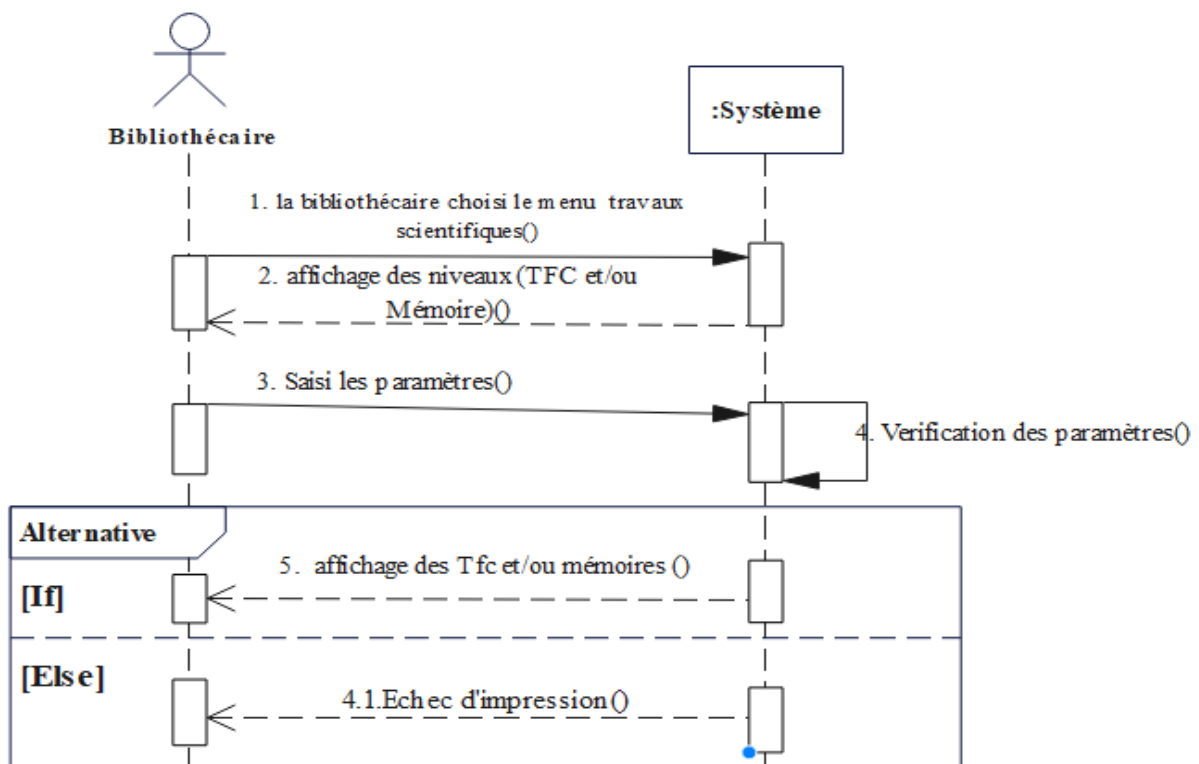 :Système
Bibliothécaire
1. la bibliothécaire choisi le menu travaux
scientifiques()
2. affichage des niveaux(TFC et/ou
Mémoire)()
3. Saisi les paramètres()
4. Verification des paramètres()
Alternative
5. affichage des Tfc et/ou mémoires ()
[If]
[Else]
4.1.Echec d'impression()